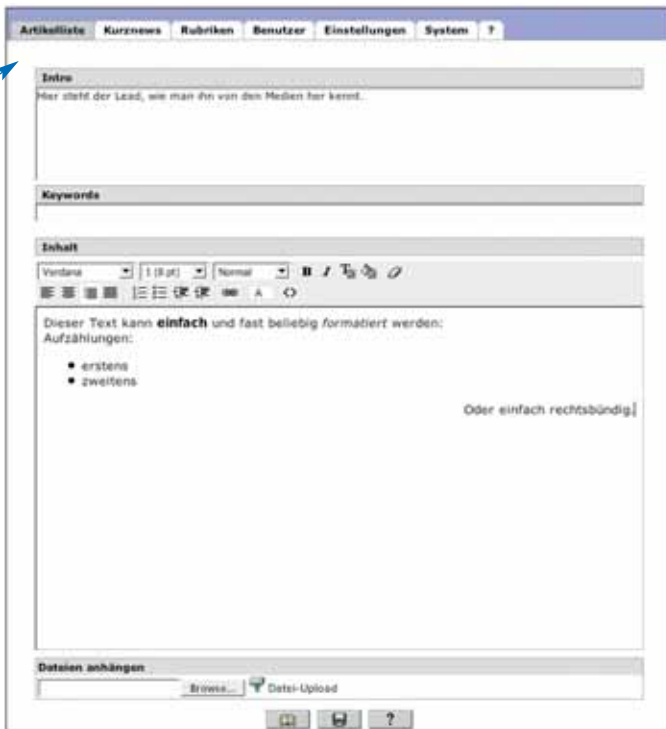 Artikelliste Kurznews Rubriken Benutzer Einstellungen System ?
Intro
Hier steht der Lead, wie man ihn von den Medien her kennt.
Keywords
Inhalt
Verdana 1 (8 pt) Normal B I
A <>
Dieser Text kann einfach und fast beliebig formatiert werden:
Aufzählungen:
• erstens
• zweitens
Oder einfach rechtsbündig.
Dateien anhängen
Browse... Datei-Upload
?